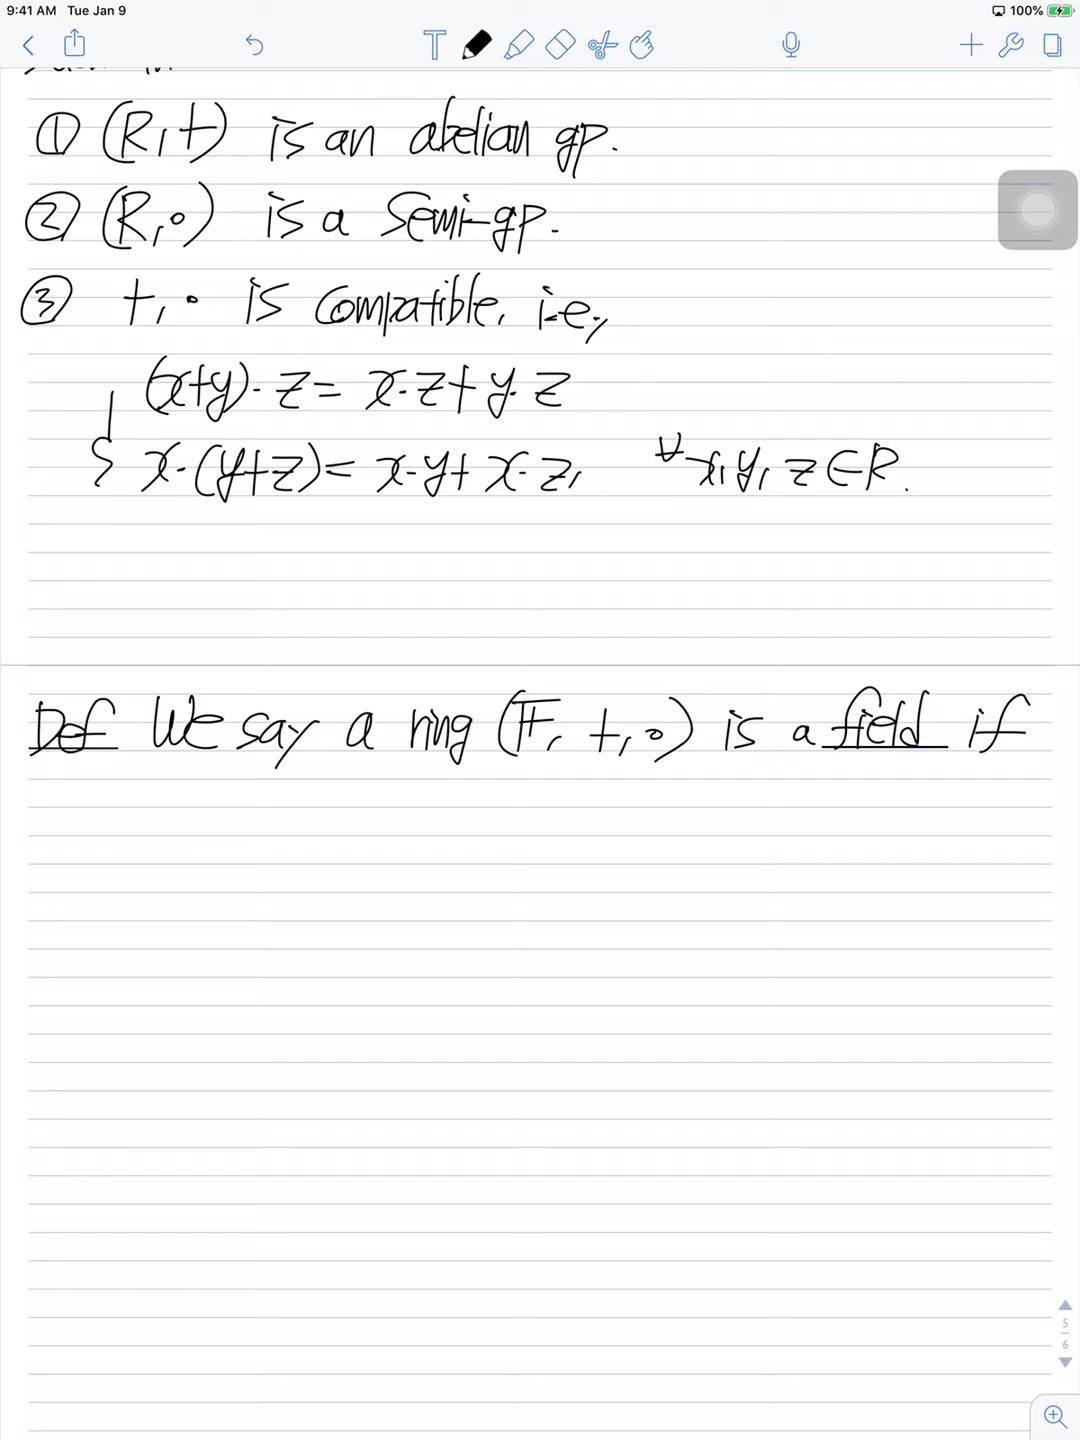 9:41 AM Tue Jan 9
100%
① (R, +) is an abelian gp.
② (R, ∘) is a semi-gp.
③ +, ∘ is compatible, i.e.,
(x+y)·z = x·z + y·z
x·(y+z) = x·y + x·z, ∀x, y, z ∈ R.
Def We say a ring (F, +, ∘) is a field if
5
6